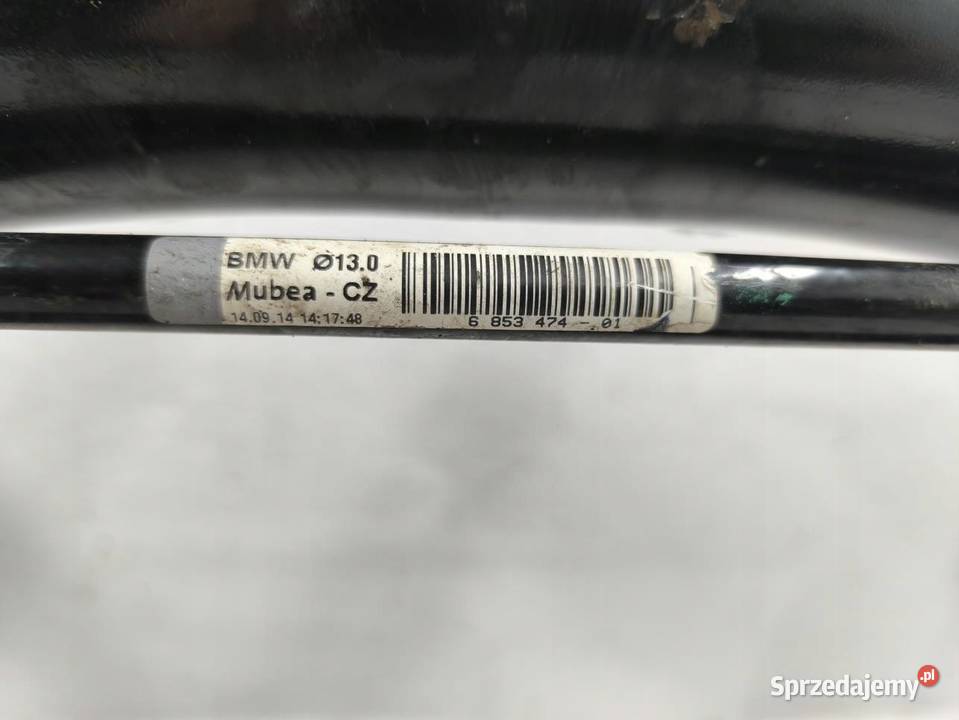 BMW Ø13.0
Mubea - CZ
14.09.14 14:17:48
6 853 474 - 01
Sprzedajemy.pl